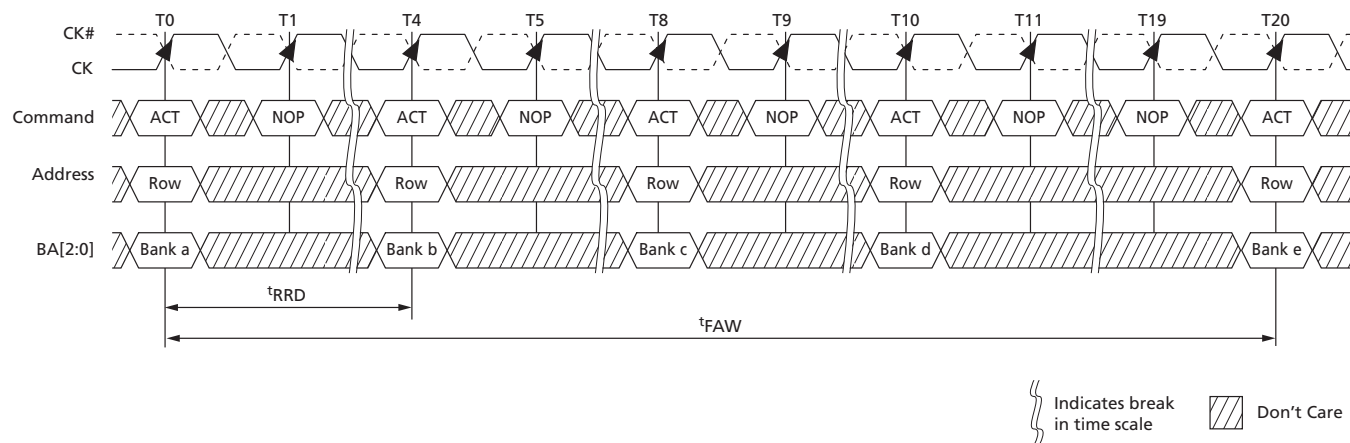 T0 T1 T4 T5 T8 T9 T10 T11 T19 T20
CK#
CK
Command ACT NOP ACT NOP ACT NOP ACT NOP NOP ACT
Address Row Row Row Row Row
BA[2:0] Bank a Bank b Bank c Bank d Bank e
tRRD
tFAW
Indicates break
in time scale
Don't Care